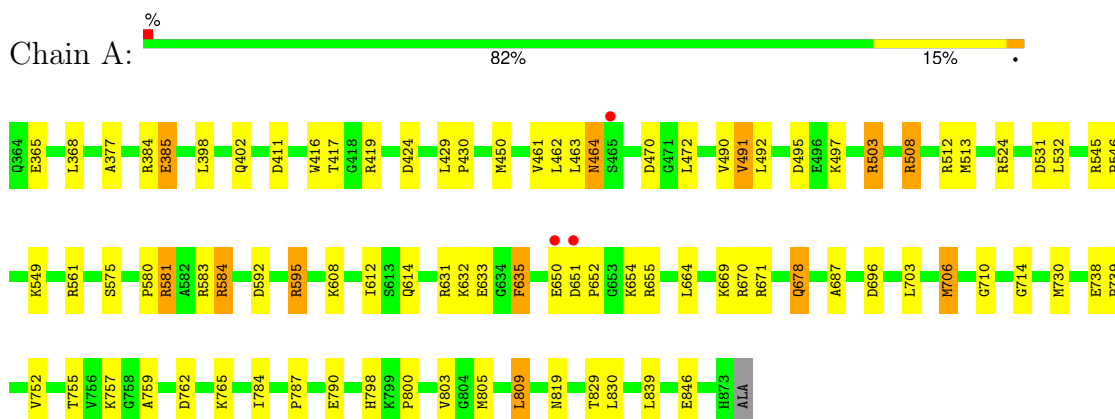 %
Chain A:
82% 15% •
Q364 E365 L368 A377 R384 E385 L398 Q402 D411 W416 T417 G418 R419 D424 L429 P430 M450 V461 L462 L463 N464 S465 D470 G471 L472 V490 V491 L492 D495 E496 K497 R503 R508 R512 M513 R524 D531 L532 R545
K549 R561 S575 P580 R581 A582 R583 R584 D592 R595 K608 I612 S613 Q614 R631 K632 E633 G634 F635 E650 D651 P652 G653 K654 R655 L664 K669 R670 R671 Q678 A687 D696 L703 M706 G710 G714 M730 E738
V752 T755 V756 K757 G758 A759 D762 K765 I784 P787 E790 H798 K799 P800 V803 G804 M805 L809 N819 T829 L830 L839 E846 H873 ALA